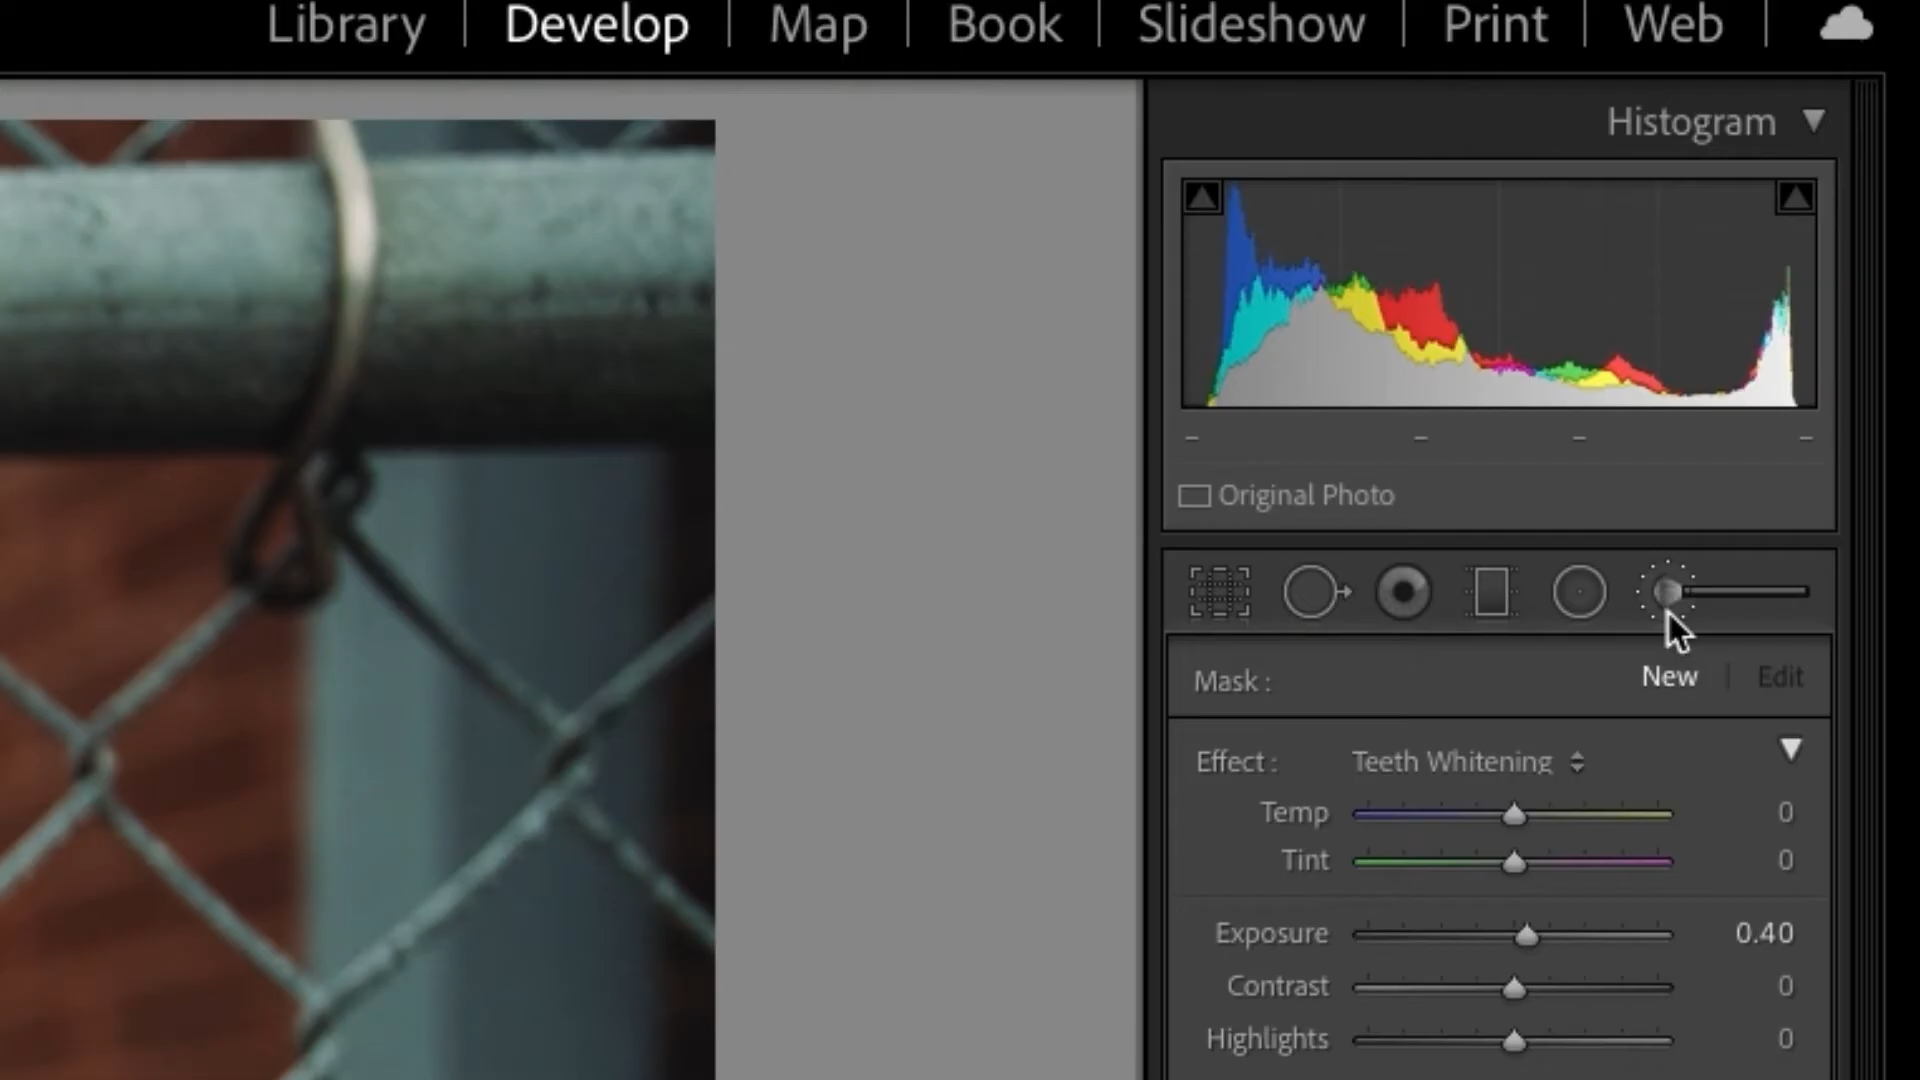 Library | Develop | Map | Book | Slideshow | Print | Web |
Histogram
Original Photo
Mask : New | Edit
Effect : Teeth Whitening
Temp 0
Tint 0
Exposure 0.40
Contrast 0
Highlights 0